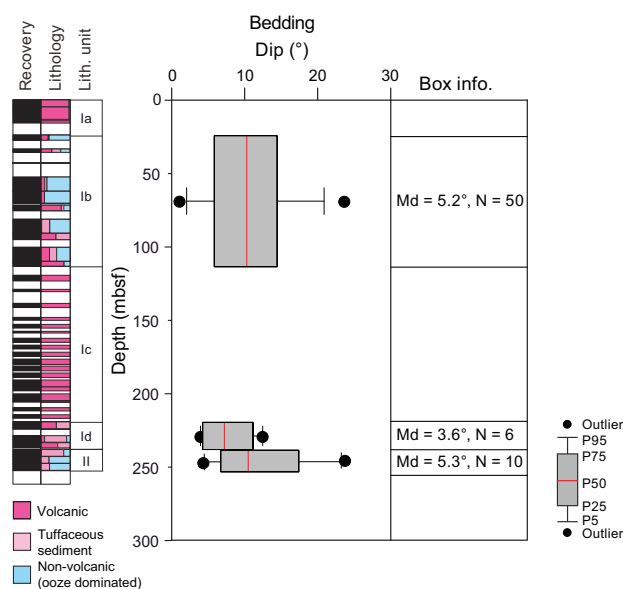 Bedding
Dip (°)
Recovery
Lithology
Lith. unit
0 10 20 30
Box info.
Depth (mbsf)
0
50
100
150
200
250
300
Ia
Ib
Ic
Id
II
Md = 5.2°, N = 50
Md = 3.6°, N = 6
Md = 5.3°, N = 10
Outlier
P95
P75
P50
P25
P5
Outlier
Volcanic
Tuffaceous
sediment
Non-volcanic
(ooze dominated)